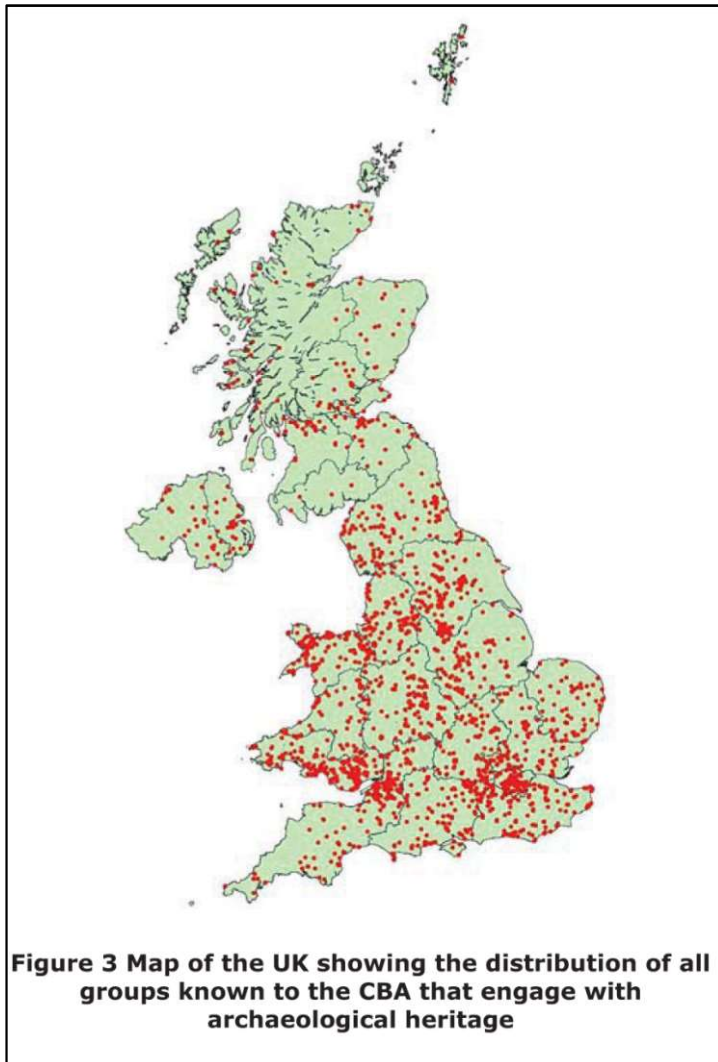 Figure 3 Map of the UK showing the distribution of all
groups known to the CBA that engage with
archaeological heritage